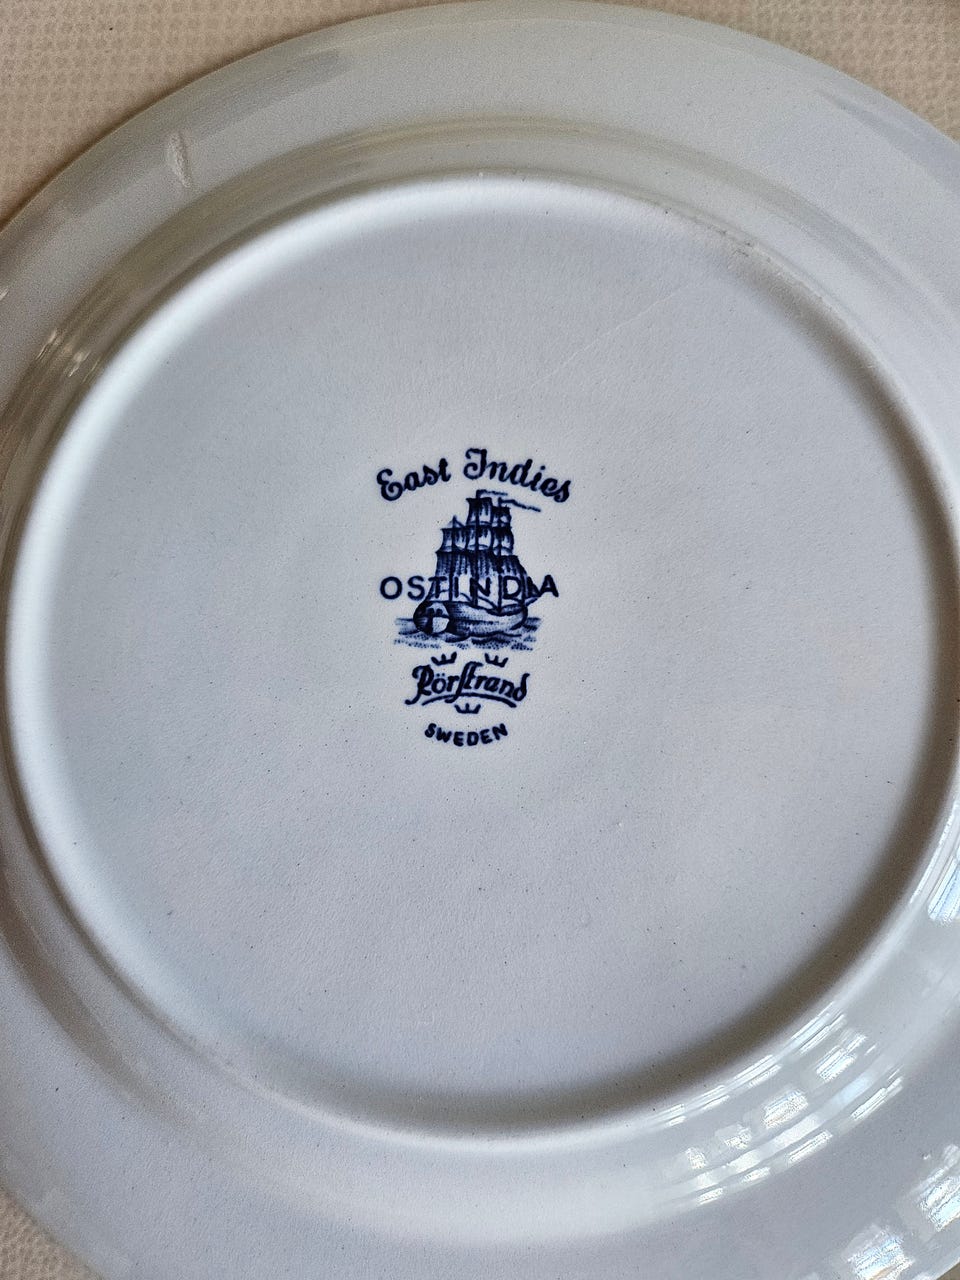 East Indies
OSTINDIA
Rörstrand
SWEDEN